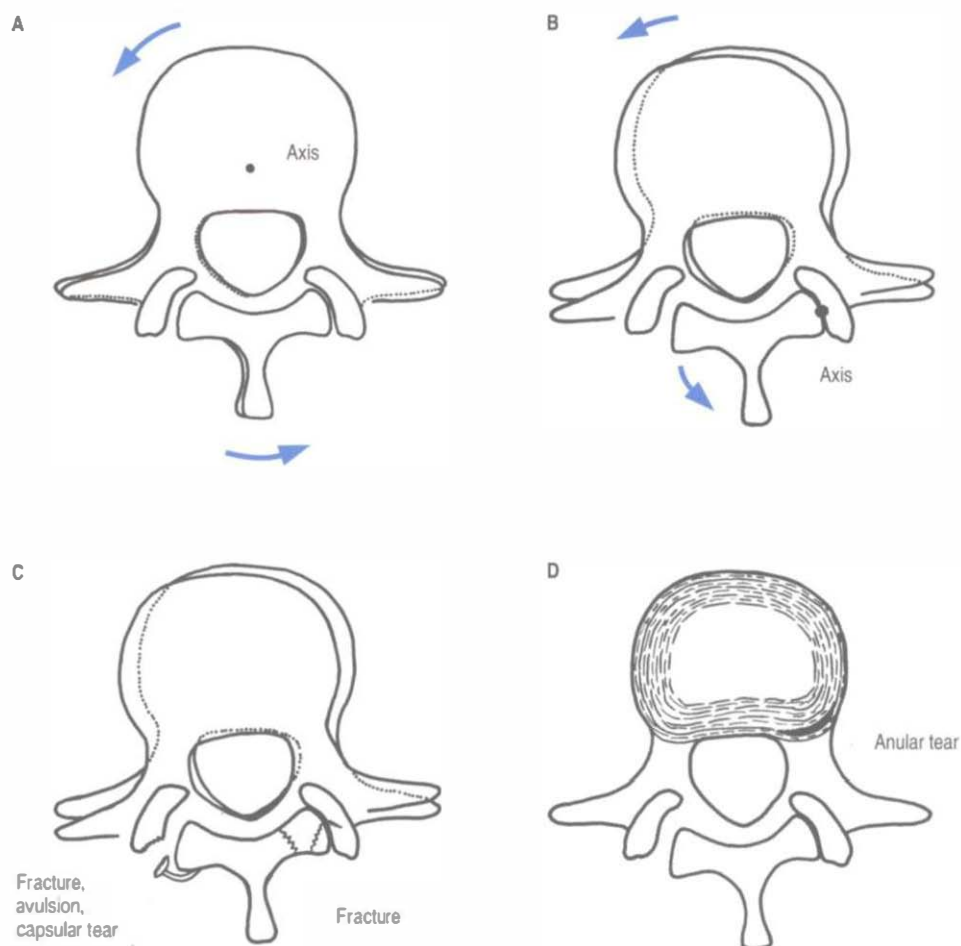 A
Axis
B
Axis
C
Fracture,
avulsion,
capsular tear
Fracture
D
Anular tear